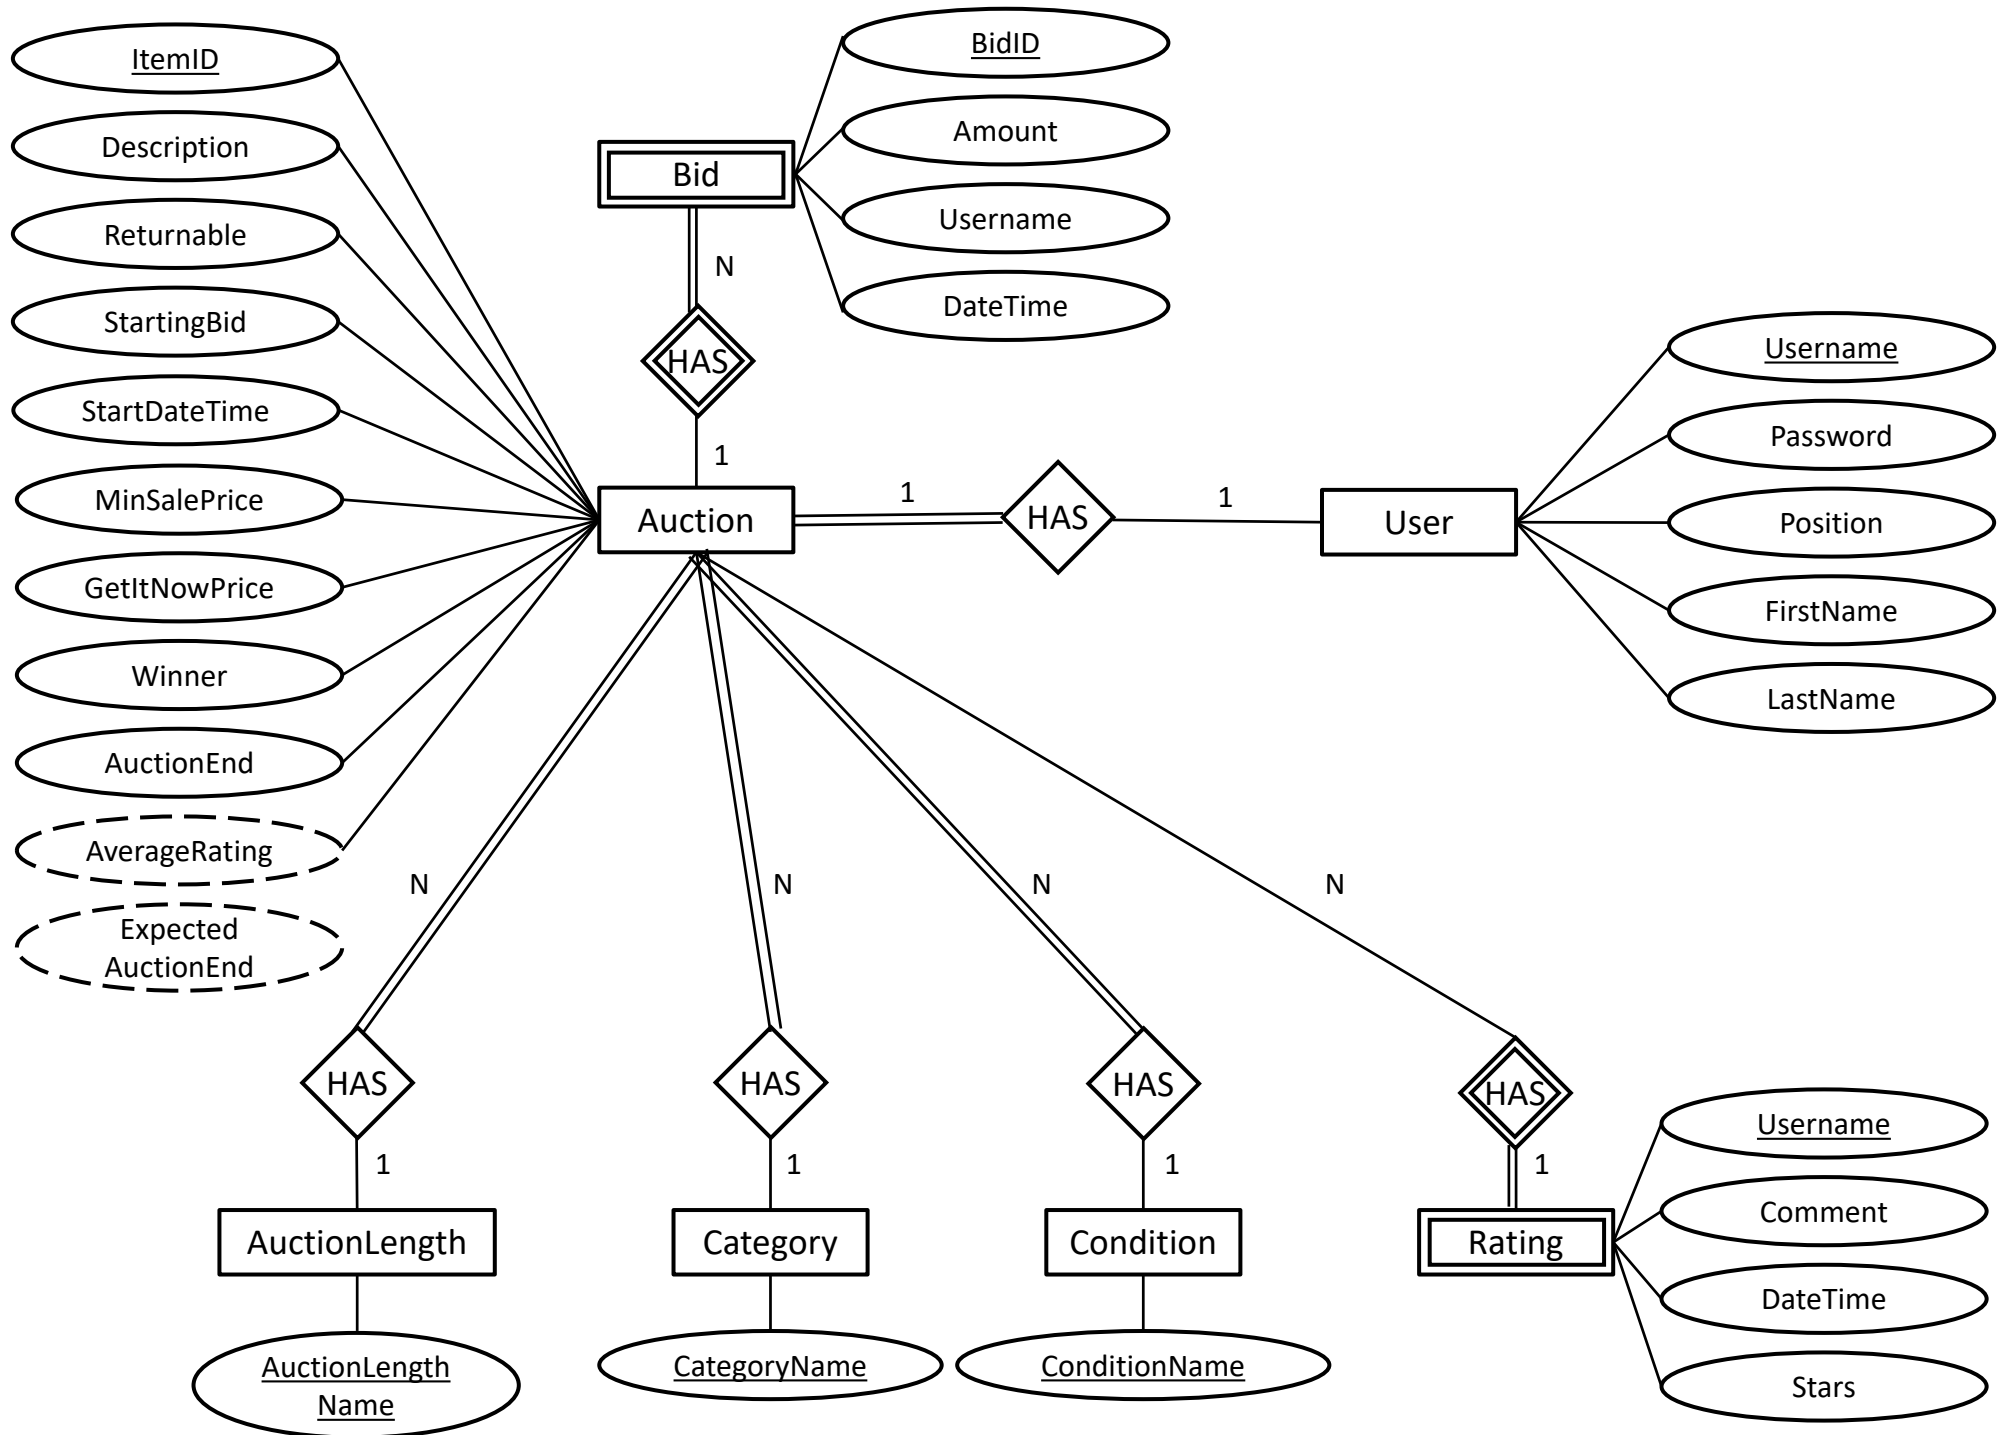 ItemID
Description
Returnable
StartingBid
StartDateTime
MinSalePrice
GetItNowPrice
Winner
AuctionEnd
AverageRating
Expected
AuctionEnd
Bid
BidID
Amount
Username
DateTime
N
HAS
1
Auction
1
HAS
1
User
Username
Password
Position
FirstName
LastName
N
N
N
N
HAS
HAS
HAS
HAS
1
1
1
1
AuctionLength
Category
Condition
Rating
AuctionLength
Name
CategoryName
ConditionName
Username
Comment
DateTime
Stars